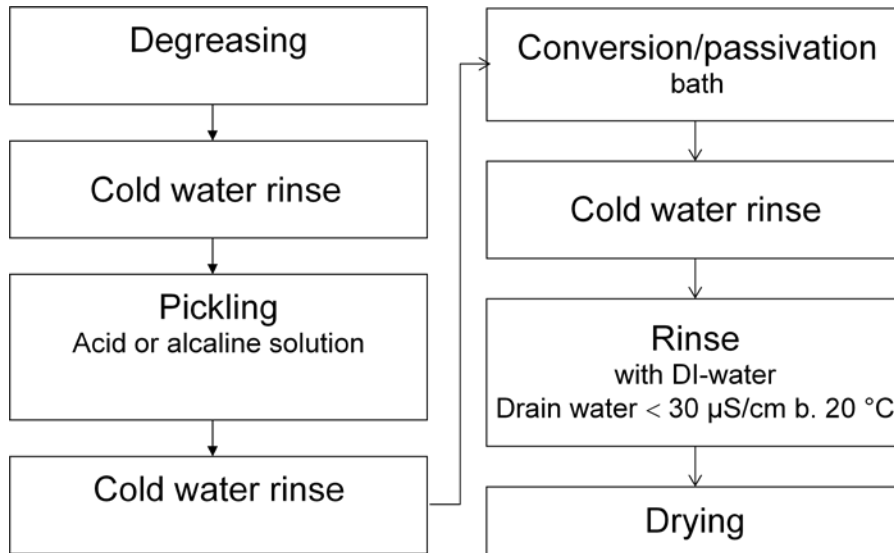 Degreasing
Cold water rinse
Pickling
Acid or alcaline solution
Cold water rinse
Conversion/passivation
bath
Cold water rinse
Rinse
with DI-water
Drain water < 30 µS/cm b. 20 °C
Drying